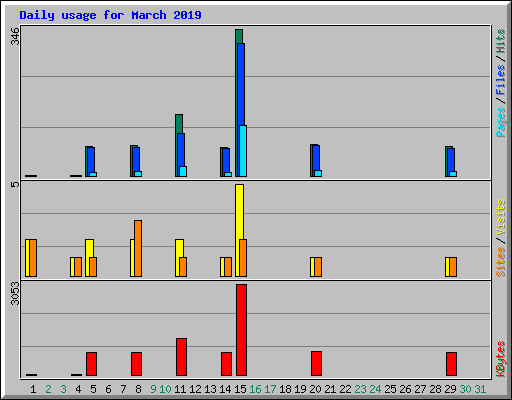 Daily usage for March 2019
346
Pages/Files/Hits
5
Sites/Visits
3053
KBytes
1 2 3 4 5 6 7 8 9 10 11 12 13 14 15 16 17 18 19 20 21 22 23 24 25 26 27 28 29 30 31